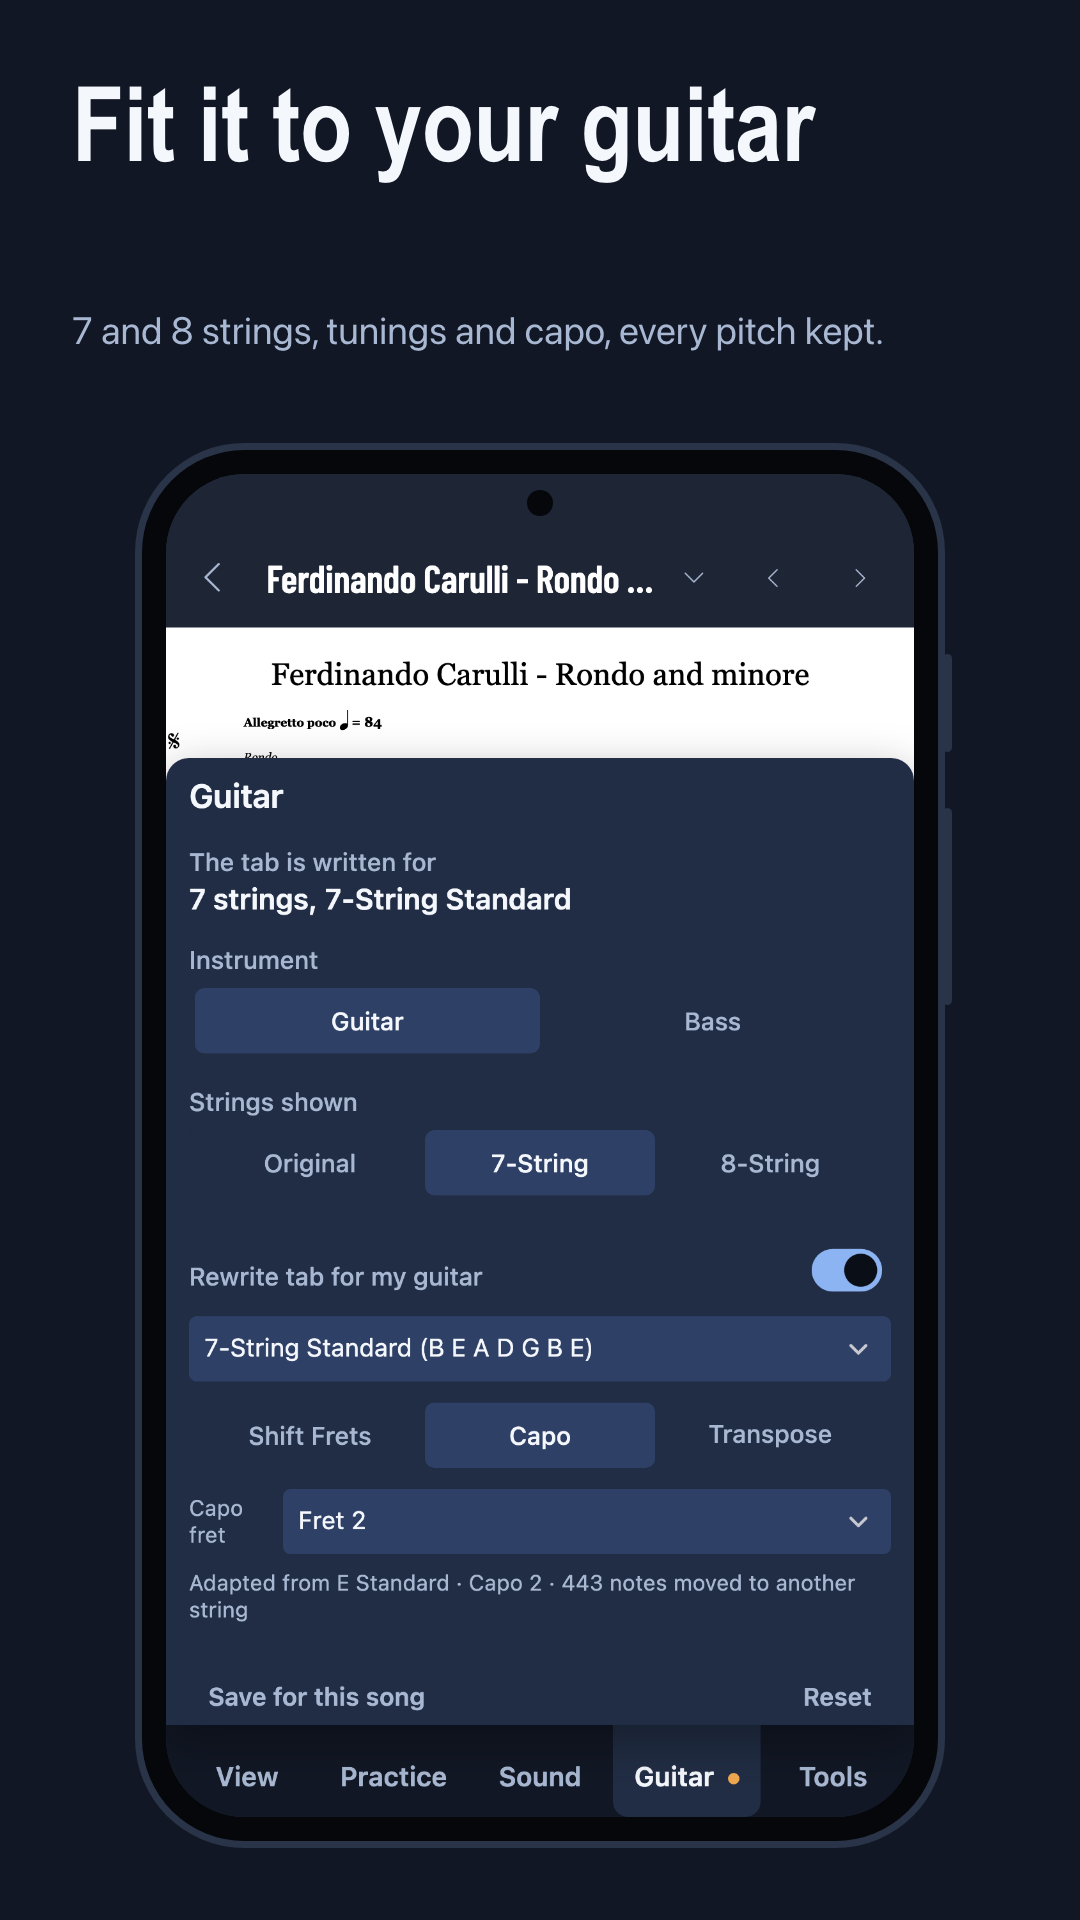 Fit it to your guitar
7 and 8 strings, tunings and capo, every pitch kept.
Ferdinando Carulli - Rondo ...
Ferdinando Carulli - Rondo and minore
Allegretto poco ♩ = 84
Rondo
Guitar
The tab is written for
7 strings, 7-String Standard
Instrument
Guitar Bass
Strings shown
Original 7-String 8-String
Rewrite tab for my guitar
7-String Standard (B E A D G B E)
Shift Frets Capo Transpose
Capo
fret
Fret 2
Adapted from E Standard · Capo 2 · 443 notes moved to another
string
Save for this song Reset
View Practice Sound Guitar Tools